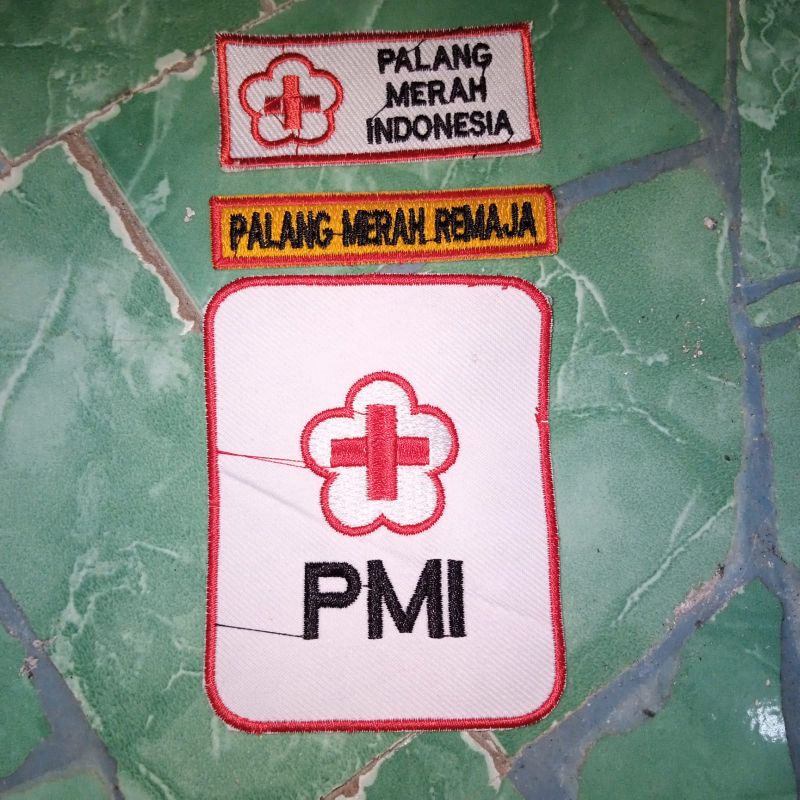 PALANG
MERAH
INDONESIA
PALANG MERAH REMAJA
PMI